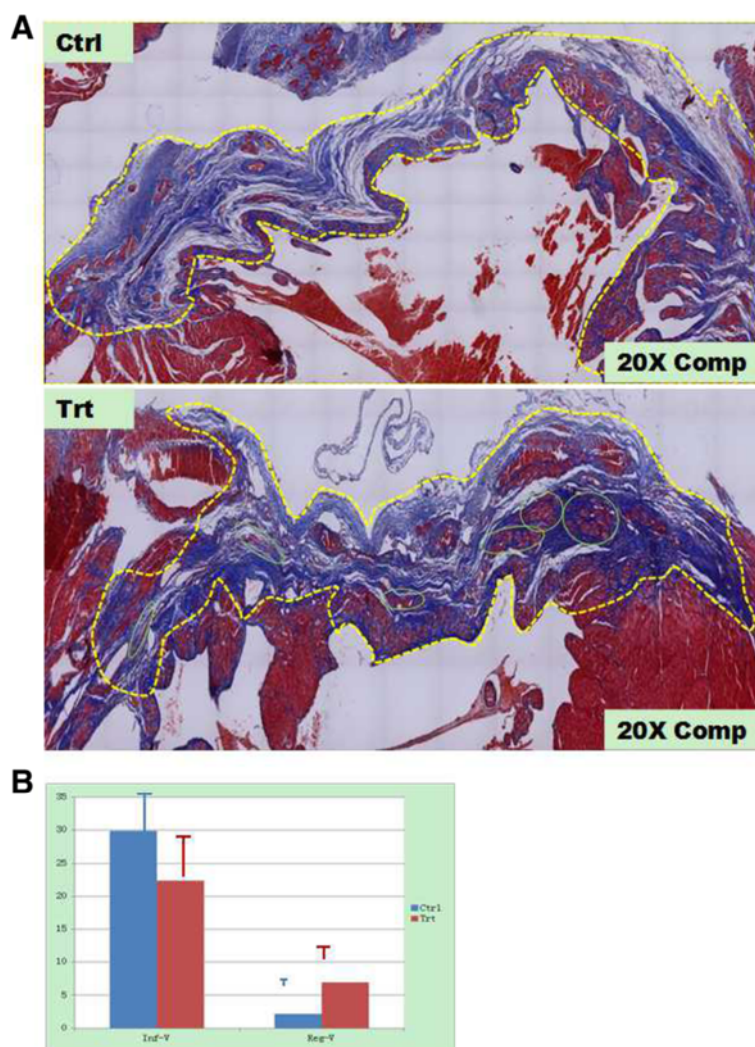 A
Ctrl
20X Comp
Trt
20X Comp
B
35
30
25
20
15
10
5
0
Inf-V
Reg-V
Ctrl
Trt